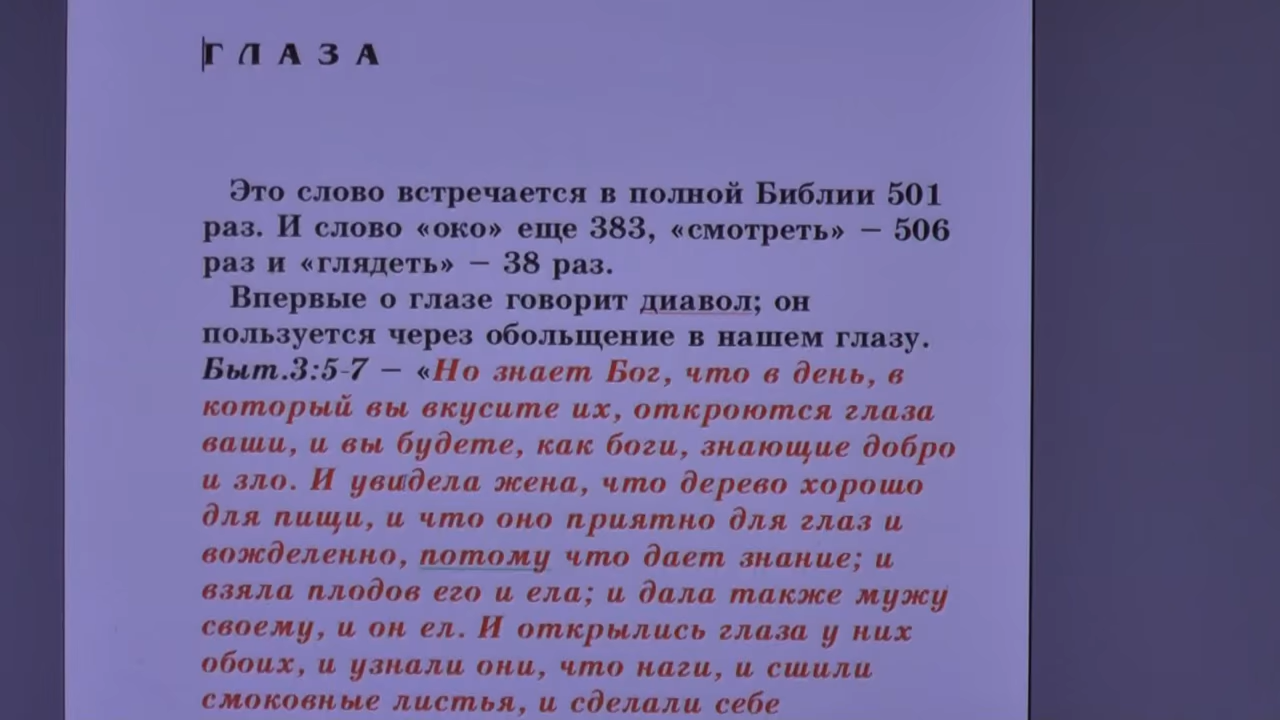 ГЛАЗА
Это слово встречается в полной Библии 501
раз. И слово «око» еще 383, «смотреть» – 506
раз и «глядеть» – 38 раз.
Впервые о глазе говорит диавол; он
пользуется через обольщение в нашем глазу.
Быт.3:5-7 – «Но знает Бог, что в день, в
который вы вкусите их, откроются глаза
ваши, и вы будете, как боги, знающие добро
и зло. И увидела жена, что дерево хорошо
для пищи, и что оно приятно для глаз и
вожделенно, потому что дает знание; и
взяла плодов его и ела; и дала также мужу
своему, и он ел. И открылись глаза у них
обоих, и узнали они, что наги, и сшили
смоковные листья, и сделали себе